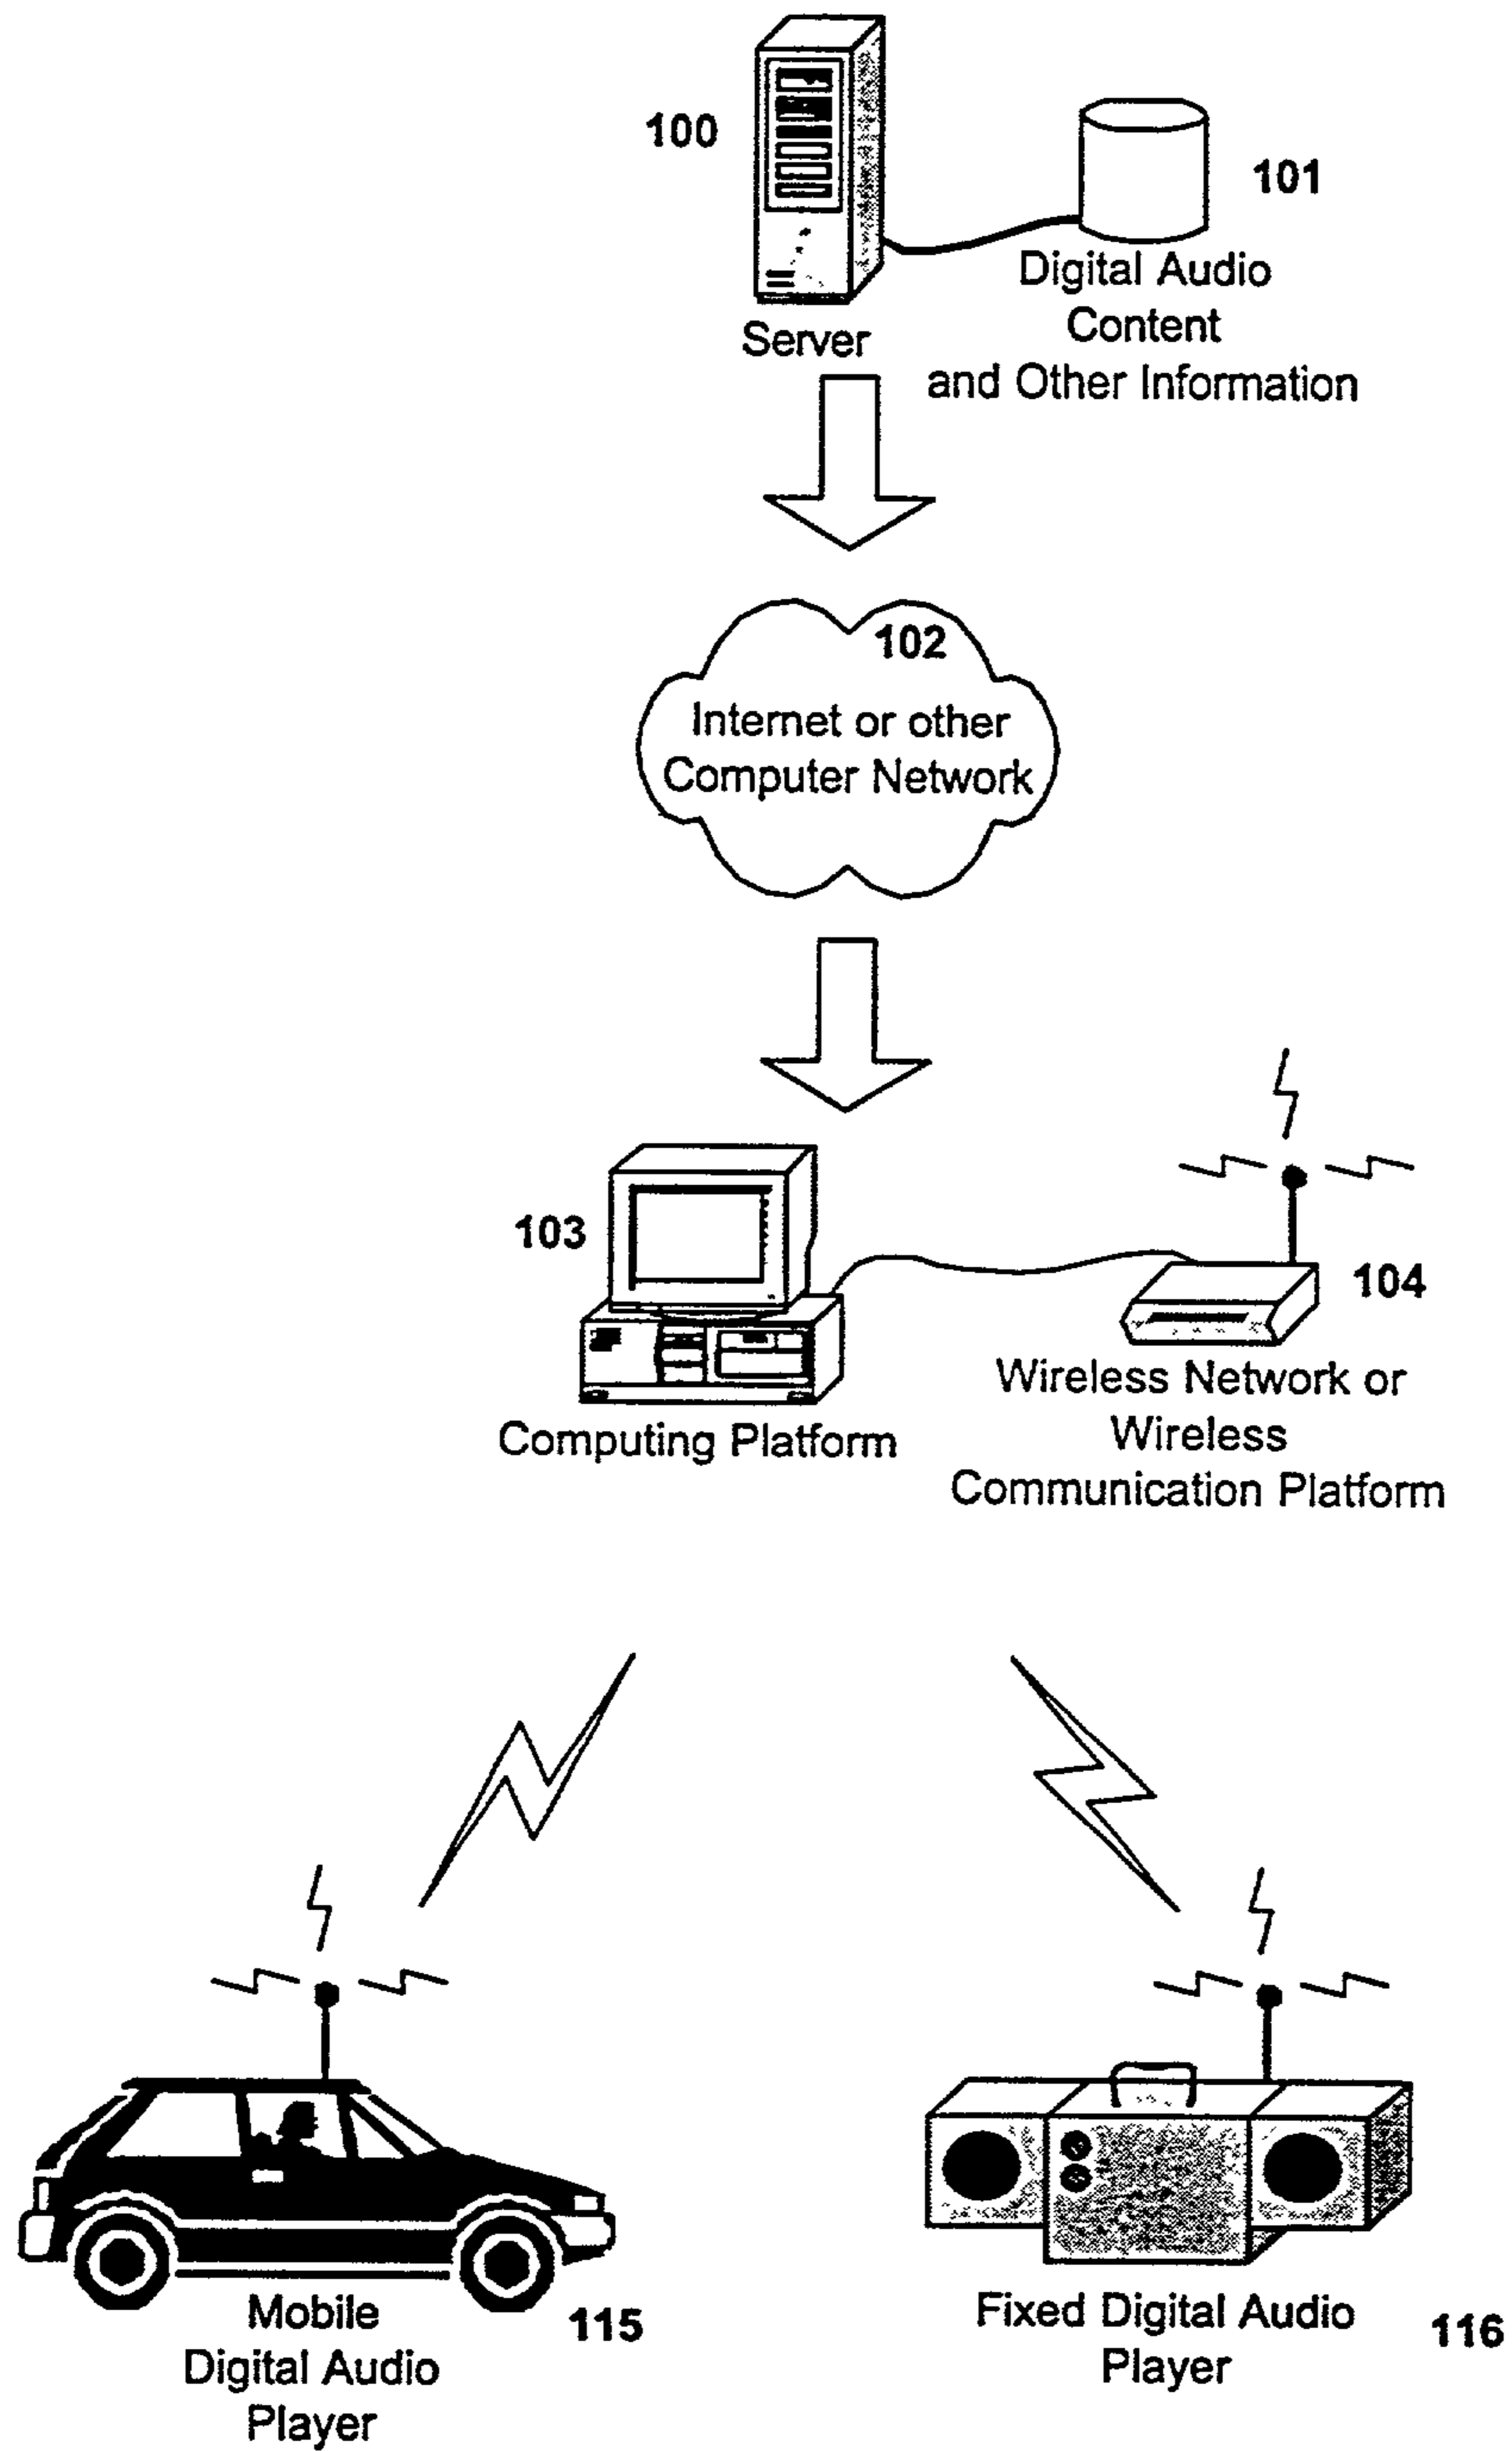 100
101
Digital Audio
Content
and Other Information
Server
102
Internet or other
Computer Network
103
104
Wireless Network or
Wireless
Communication Platform
Computing Platform
Mobile
Digital Audio
Player
115
Fixed Digital Audio
Player
116